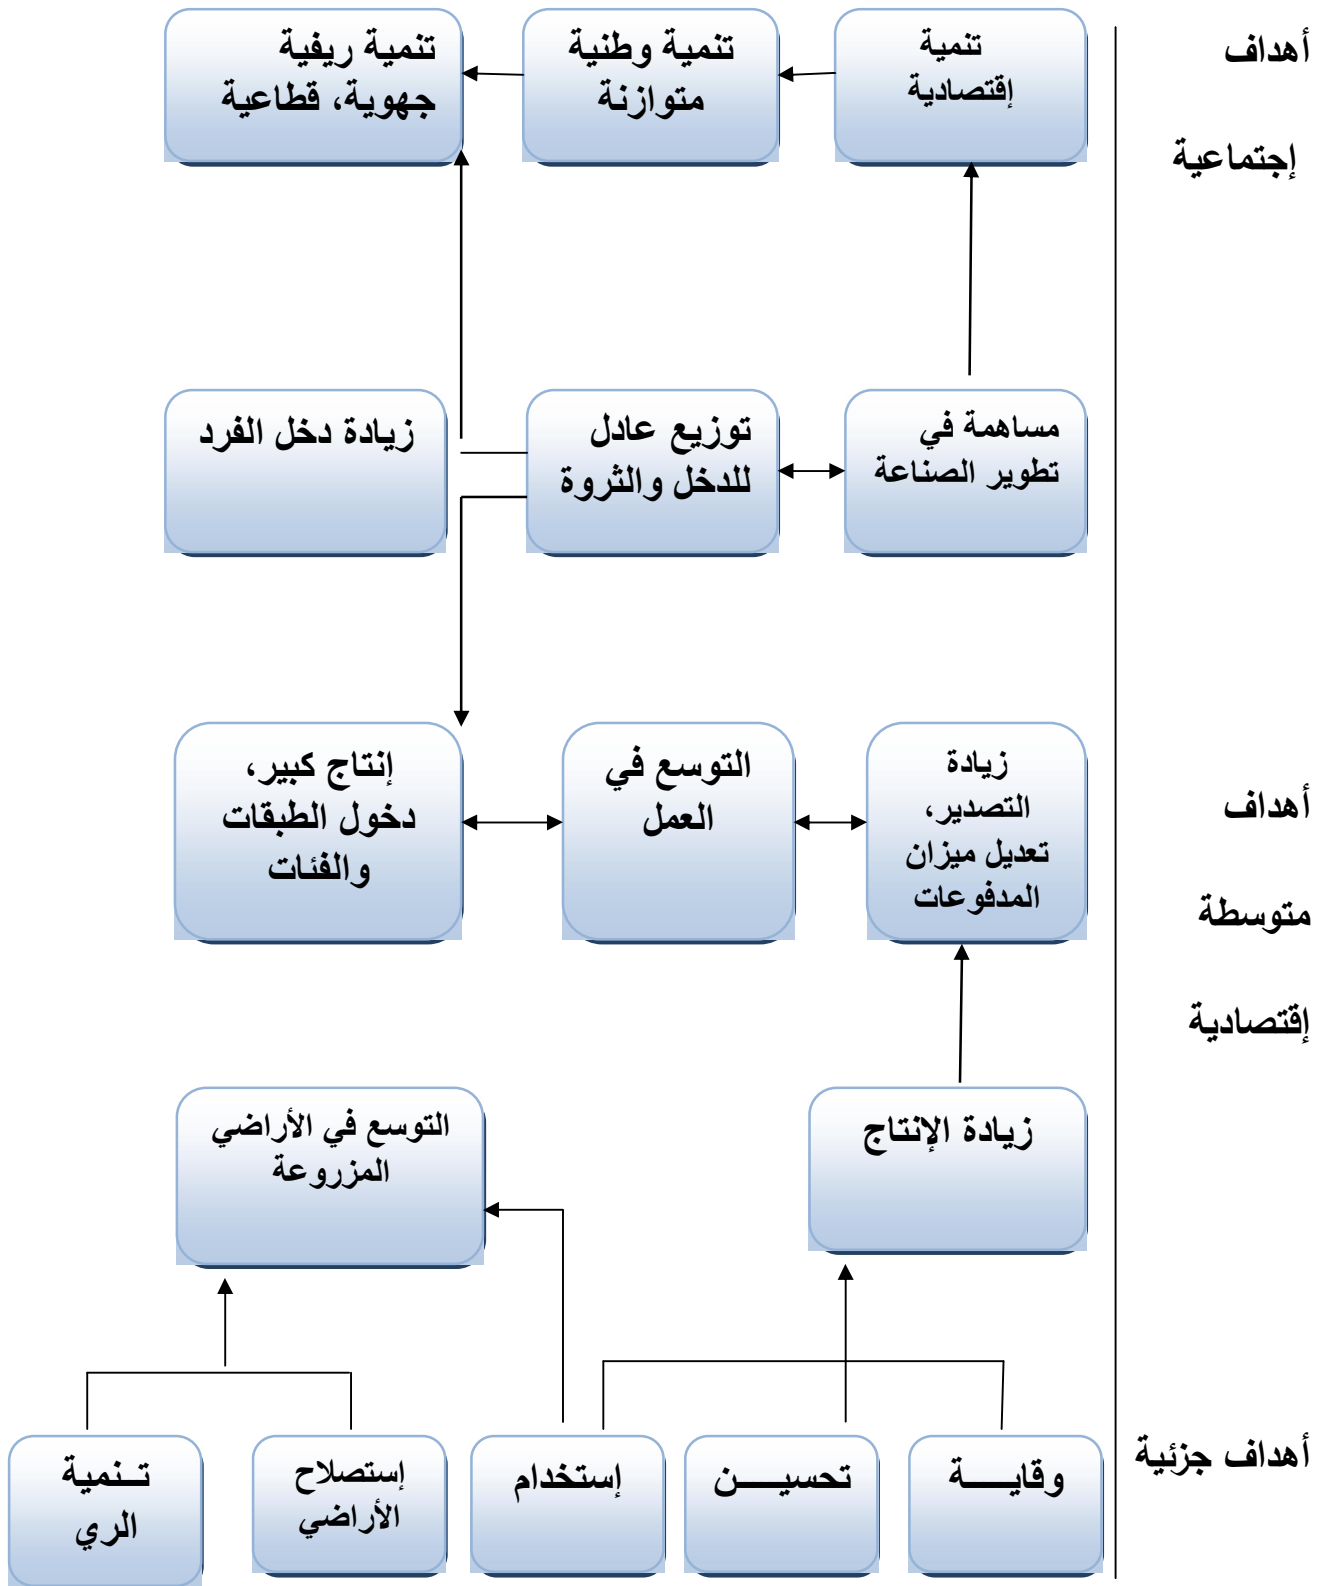 أهداف
إجتماعية
تنمية
إقتصادية
تنمية وطنية
متوازنة
تنمية ريفية
جهوية، قطاعية
مساهمة في
تطوير الصناعة
توزيع عادل
للدخل والثروة
زيادة دخل الفرد
أهداف
متوسطة
إقتصادية
زيادة
التصدير،
تعديل ميزان
المدفوعات
التوسع في
العمل
إنتاج كبير،
دخول الطبقات
والفئات
زيادة الإنتاج
التوسع في الأراضي
المزروعة
أهداف جزئية
وقايــــــة
تحسيــــــن
إستخدام
إستصلاح
الأراضي
تــنمية
الري